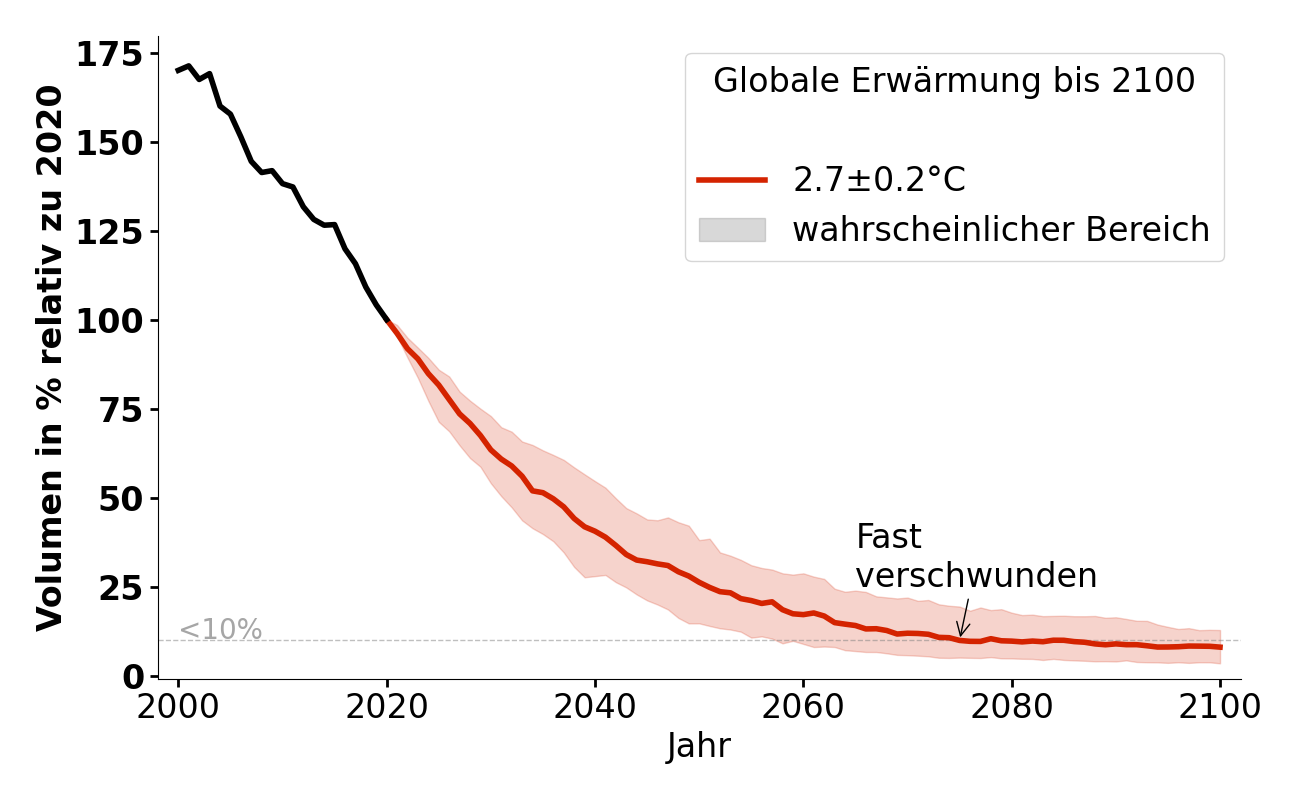 Volumen in % relativ zu 2020
175
150
125
100
75
50
25
0
Globale Erwärmung bis 2100
2.7±0.2°C
wahrscheinlicher Bereich
Fast
verschwunden
<10%
2000
2020
2040
2060
2080
2100
Jahr